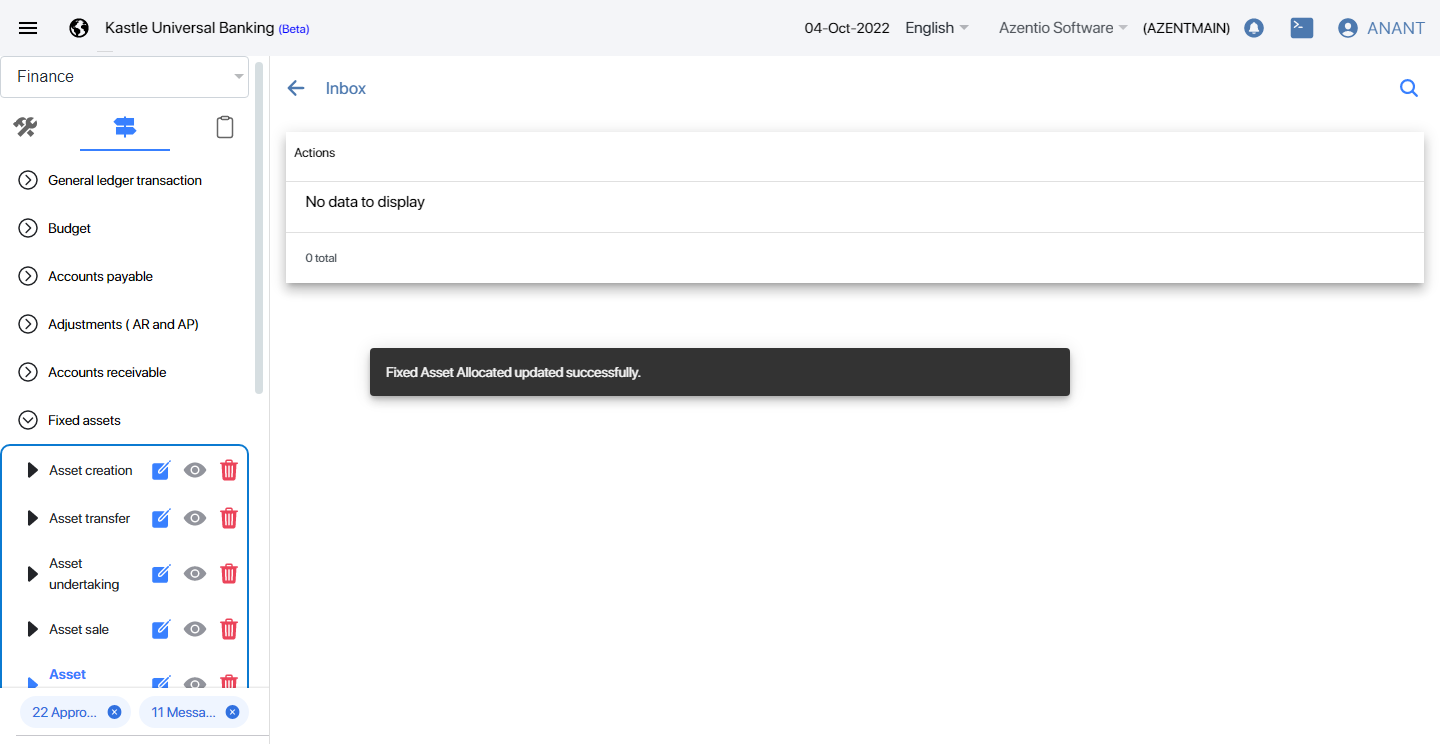 Kastle Universal Banking (Beta)
04-Oct-2022 English Azentio Software (AZENTMAIN) ANANT
Finance
General ledger transaction
Budget
Accounts payable
Adjustments ( AR and AP)
Accounts receivable
Fixed assets
Asset creation
Asset transfer
Asset
undertaking
Asset sale
Asset
22 Appro...
11 Messa...
Inbox
Actions
No data to display
0 total
Fixed Asset Allocated updated successfully.